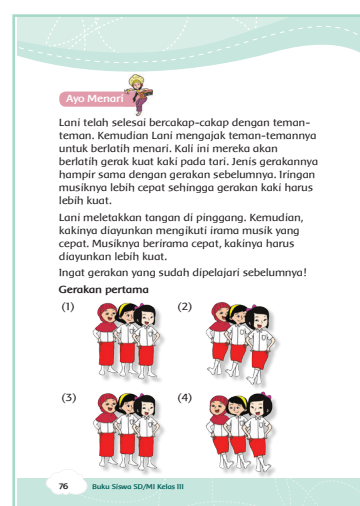 Ayo Menari
Lani telah selesai bercakap-cakap dengan teman-
teman. Kemudian Lani mengajak teman-temannya
untuk berlatih menari. Kali ini mereka akan
berlatih gerak kuat kaki pada tari. Jenis gerakannya
hampir sama dengan gerakan sebelumnya. Iringan
musiknya lebih cepat sehingga gerakan kaki harus
lebih kuat.
Lani meletakkan tangan di pinggang. Kemudian,
kakinya diayunkan mengikuti irama musik yang
cepat. Musiknya berirama cepat, kakinya harus
diayunkan lebih kuat.
Ingat gerakan yang sudah dipelajari sebelumnya!
Gerakan pertama
(1) (2)
(3) (4)
76 Buku Siswa SD/MI Kelas III